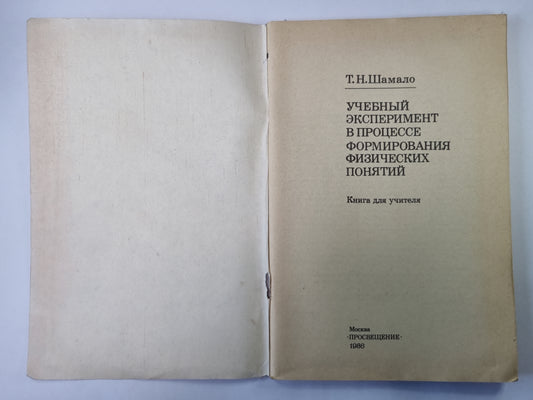 Т.Н.Шамало
УЧЕБНЫЙ
ЭКСПЕРИМЕНТ
В ПРОЦЕССЕ
ФОРМИРОВАНИЯ
ФИЗИЧЕСКИХ
ПОНЯТИЙ
Книга для учителя
Москва
«ПРОСВЕЩЕНИЕ»
1986